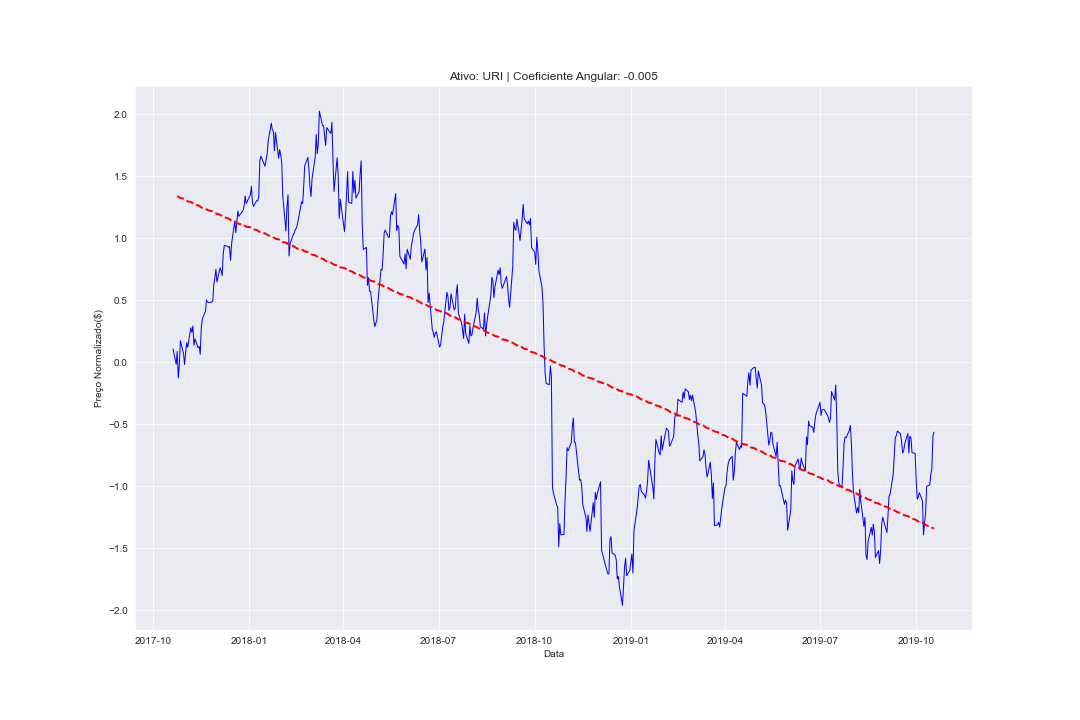 Ativo: URI | Coeficiente Angular: -0.005
Preço Normalizado($)
2.0
1.5
1.0
0.5
0.0
−0.5
−1.0
−1.5
−2.0
2017-10 2018-01 2018-04 2018-07 2018-10 2019-01 2019-04 2019-07 2019-10
Data